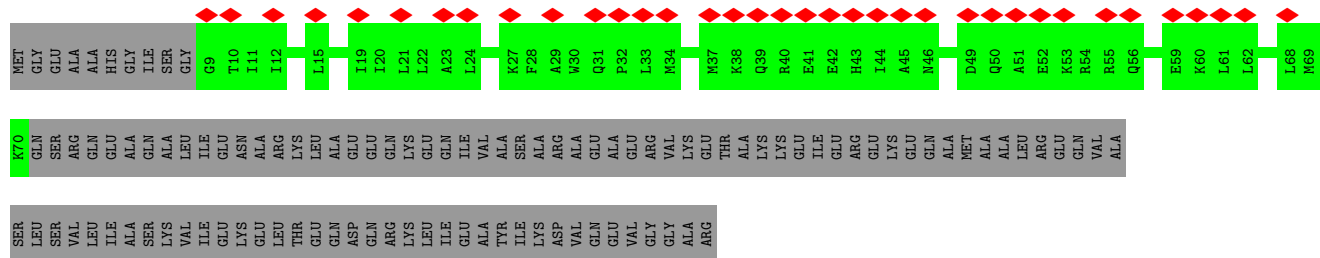 MET GLY GLU ALA ALA HIS GLY ILE SER GLY G9 T10 I11 I12 L15 I19 I20 L21 L22 A23 L24 K27 F28 A29 W30 Q31 P32 L33 M34 M37 K38 Q39 R40 E41 E42 H43 I44 A45 N46 D49 Q50 A51 E52 K53 R54 R55 Q56 E59 K60 L61 L62 L68 M69
K70 GLN SER ARG GLN GLU ALA GLN ALA LEU ILE GLU ASN ALA ARG LYS LEU ALA GLU GLU GLN LYS GLU GLN ILE VAL ALA SER ALA ARG ALA GLU ALA GLU ARG VAL LYS GLU THR ALA LYS LYS GLU ILE GLU ARG GLU LYS GLU GLN ALA MET ALA ALA LEU ARG GLU GLN VAL ALA
SER LEU SER VAL LEU ILE ALA SER LYS VAL ILE GLU LYS GLU LEU THR GLU GLN ASP GLN ARG LYS LEU ILE GLU ALA TYR ILE LYS ASP VAL GLN GLU VAL GLY GLY ALA ARG